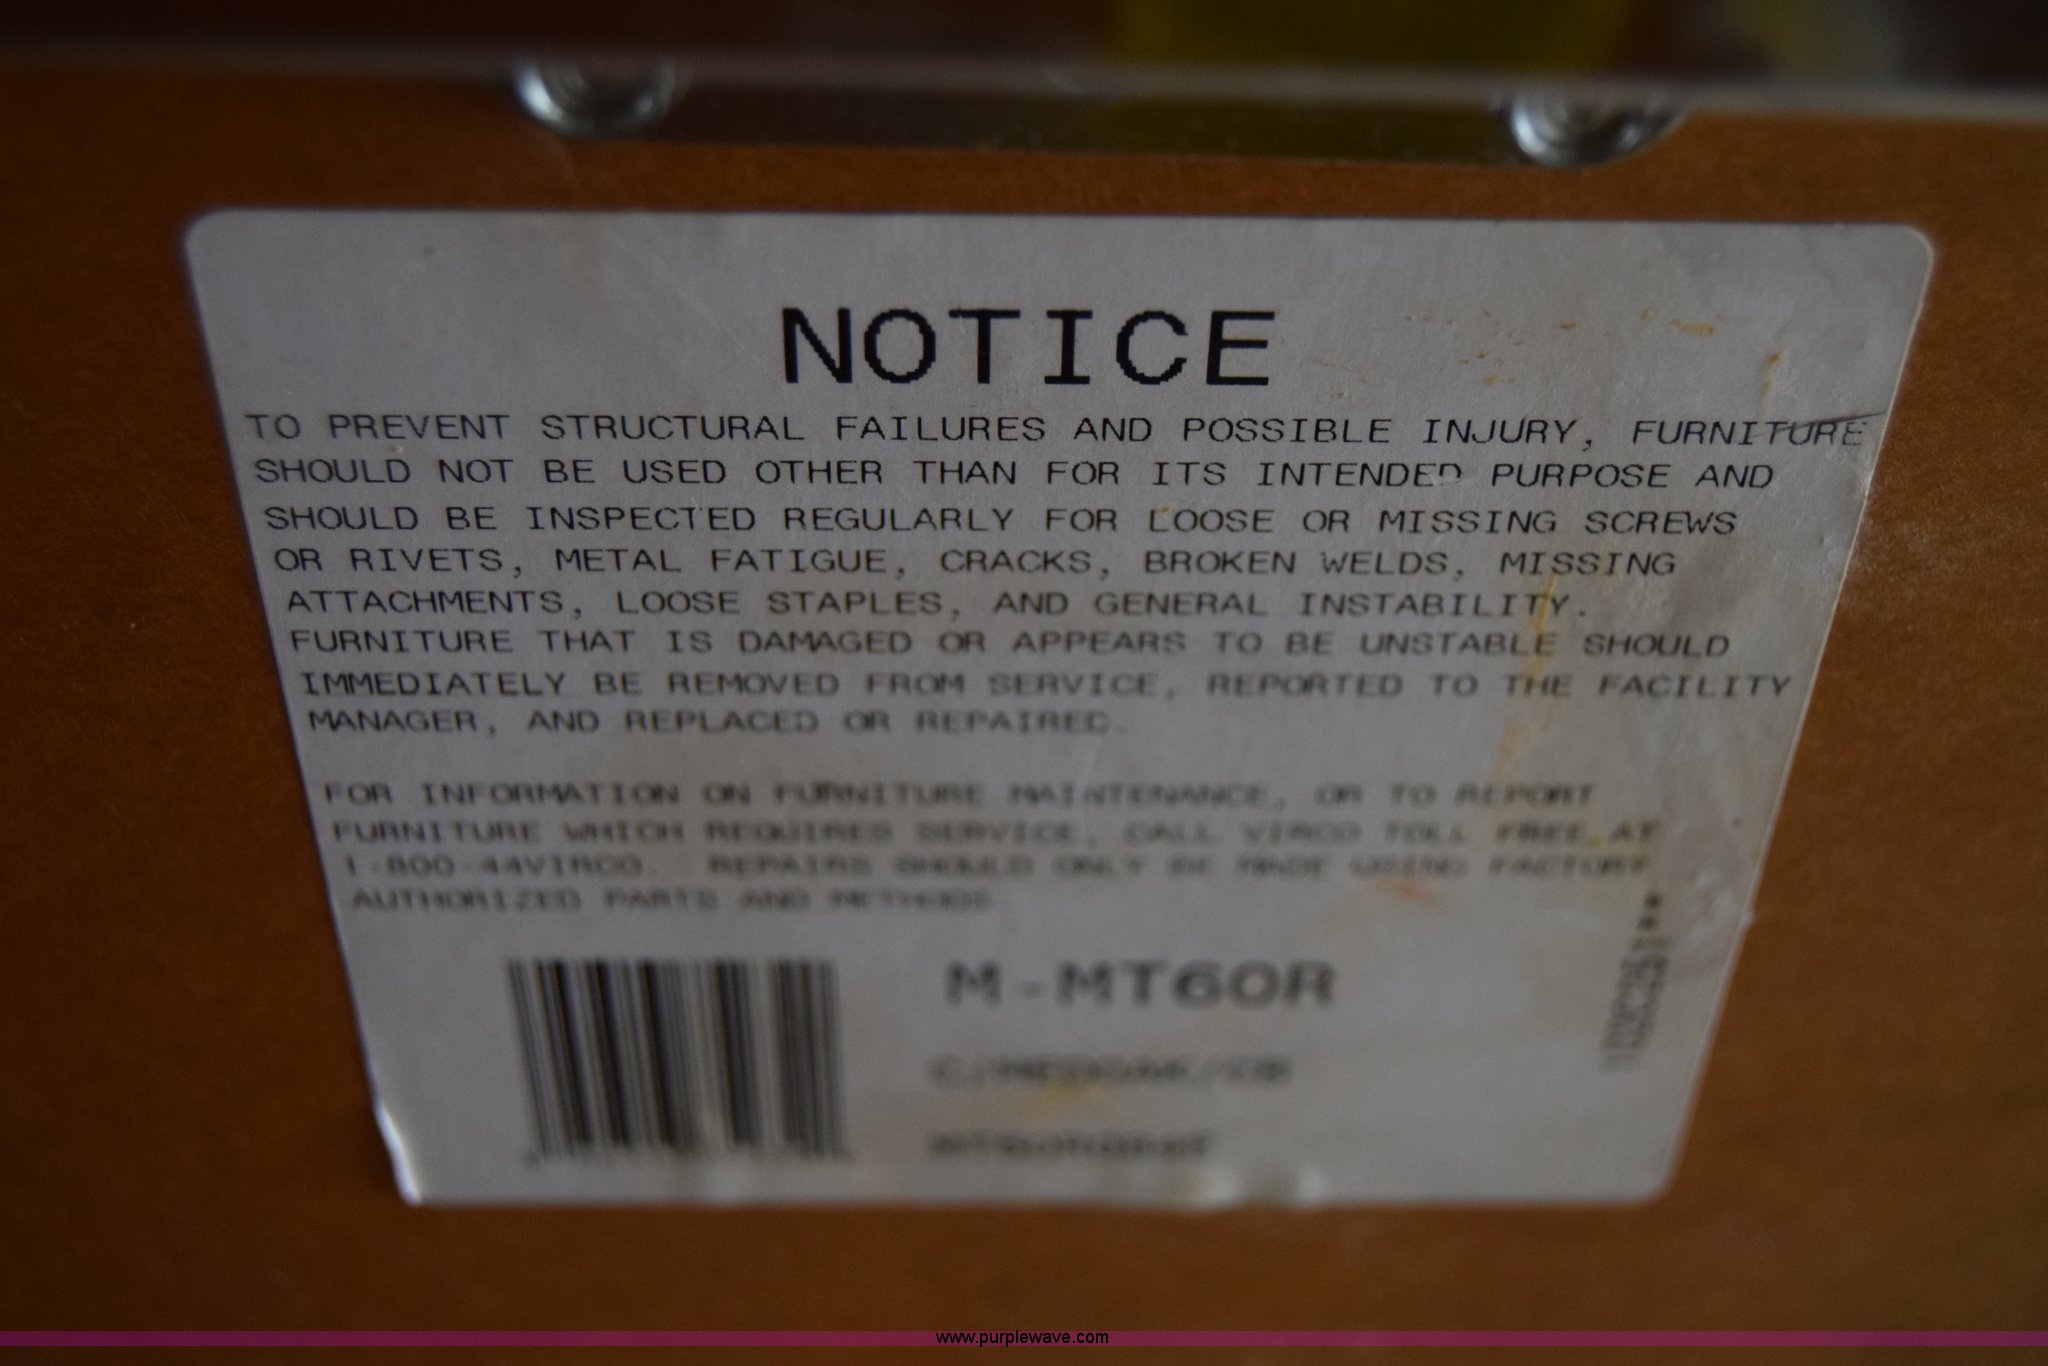 NOTICE
TO PREVENT STRUCTURAL FAILURES AND POSSIBLE INJURY, FURNITURE
SHOULD NOT BE USED OTHER THAN FOR ITS INTENDED PURPOSE AND
SHOULD BE INSPECTED REGULARLY FOR LOOSE OR MISSING SCREWS
OR RIVETS, METAL FATIGUE, CRACKS, BROKEN WELDS, MISSING
ATTACHMENTS, LOOSE STAPLES, AND GENERAL INSTABILITY.
FURNITURE THAT IS DAMAGED OR APPEARS TO BE UNSTABLE SHOULD
IMMEDIATELY BE REMOVED FROM SERVICE, REPORTED TO THE FACILITY
MANAGER, AND REPLACED OR REPAIRED.
FOR INFORMATION ON FURNITURE MAINTENANCE, OR TO REPORT
FURNITURE WHICH REQUIRES SERVICE, CALL VIRCO TOLL FREE AT
1-800-44VIRCO. REPAIRS SHOULD ONLY BE MADE USING FACTORY
AUTHORIZED PARTS AND METHODS
M-MT60R
www.purplewave.com